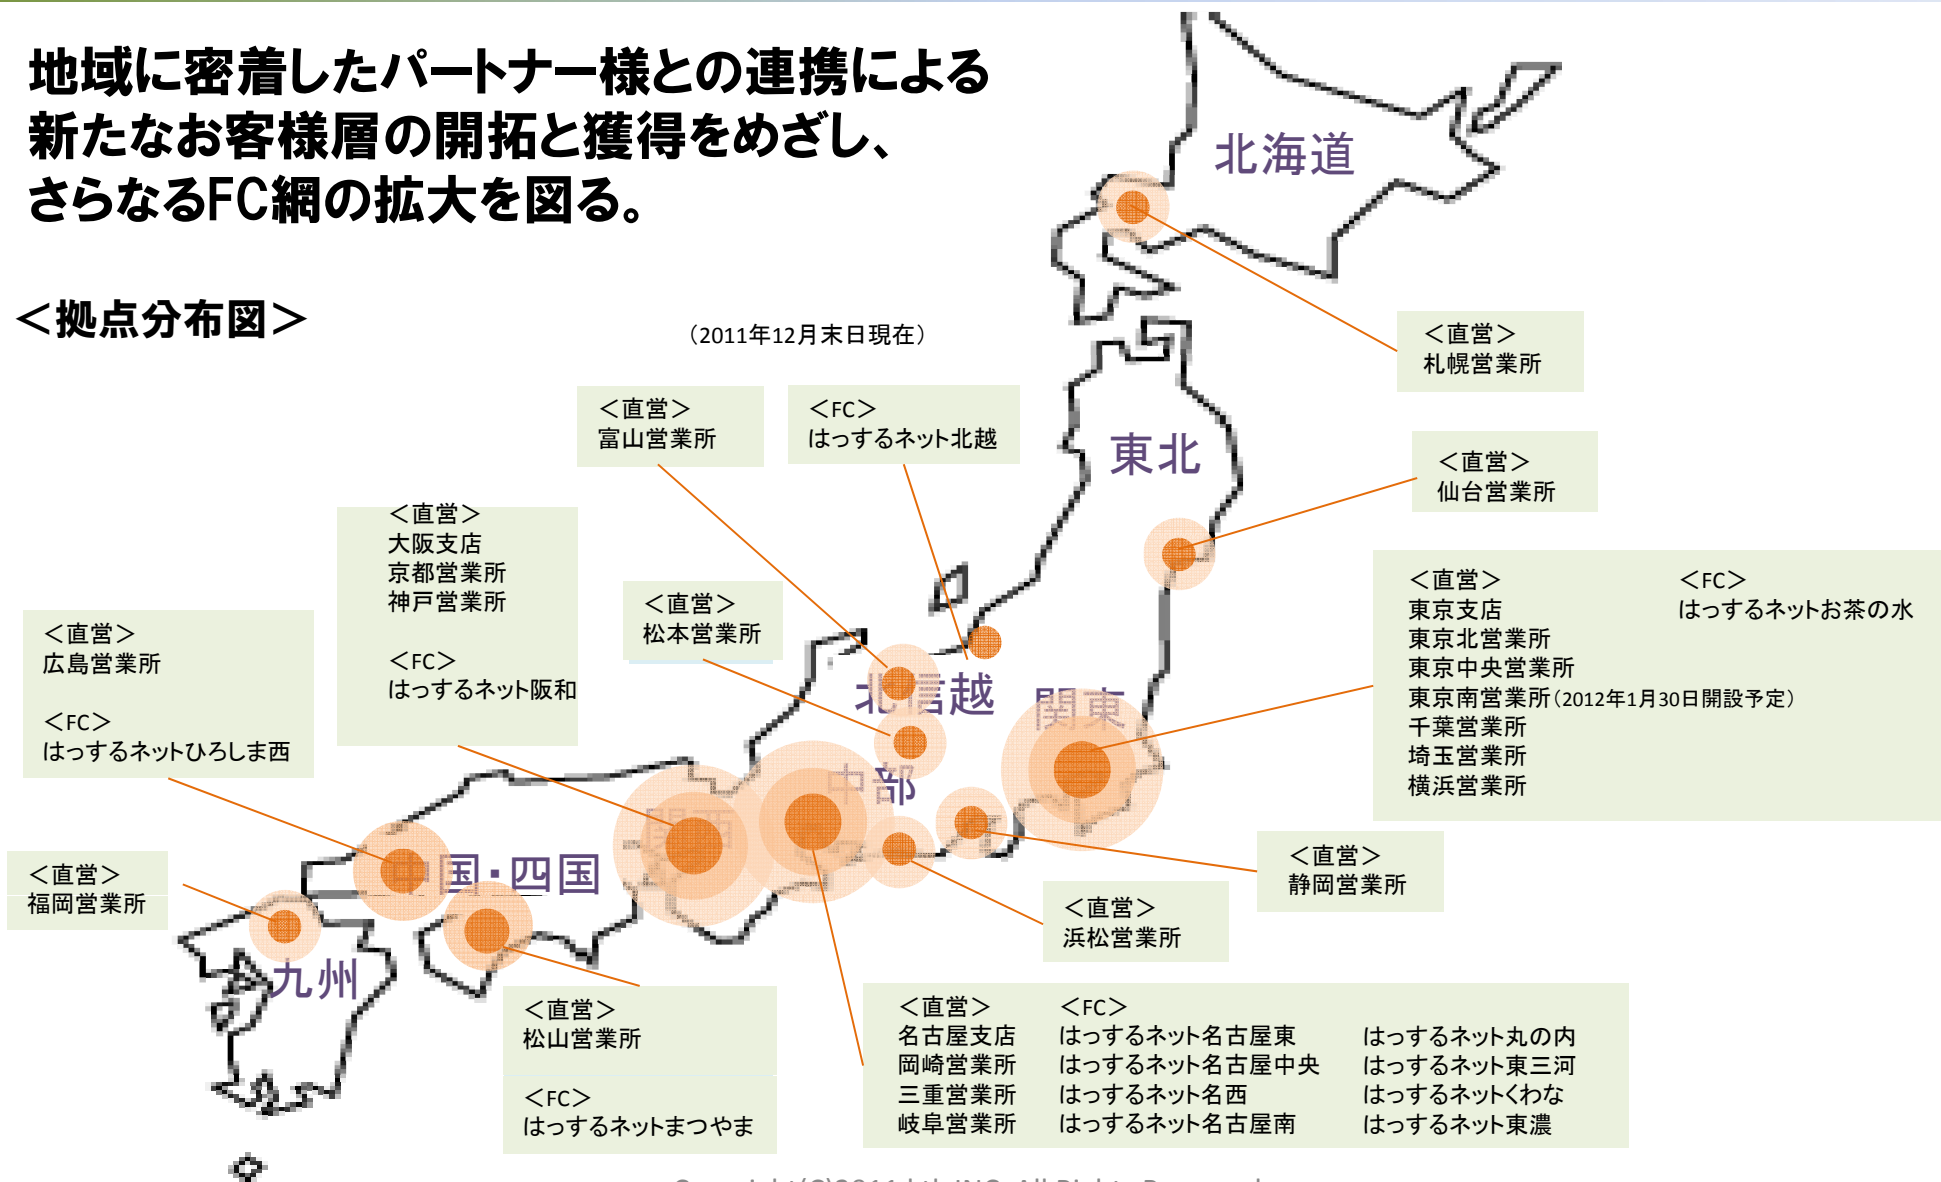 地域に密着したパートナー様との連携による
新たなお客様層の開拓と獲得をめざし、
さらなるFC網の拡大を図る。
＜拠点分布図＞
（2011年12月末日現在）
北海道
東北
北信越
関東
中部
関西
中国・四国
九州
＜直営＞
札幌営業所
＜直営＞
富山営業所
＜FC＞
はっするネット北越
＜直営＞
仙台営業所
＜直営＞
大阪支店
京都営業所
神戸営業所
＜FC＞
はっするネット阪和
＜直営＞
松本営業所
＜直営＞
東京支店
東京北営業所
東京中央営業所
東京南営業所（2012年1月30日開設予定）
千葉営業所
埼玉営業所
横浜営業所
＜FC＞
はっするネットお茶の水
＜直営＞
広島営業所
＜FC＞
はっするネットひろしま西
＜直営＞
福岡営業所
＜直営＞
静岡営業所
＜直営＞
浜松営業所
＜直営＞
松山営業所
＜FC＞
はっするネットまつやま
＜直営＞
名古屋支店
岡崎営業所
三重営業所
岐阜営業所
＜FC＞
はっするネット名古屋東
はっするネット名古屋中央
はっするネット名西
はっするネット名古屋南
はっするネット丸の内
はっするネット東三河
はっするネットくわな
はっするネット東濃